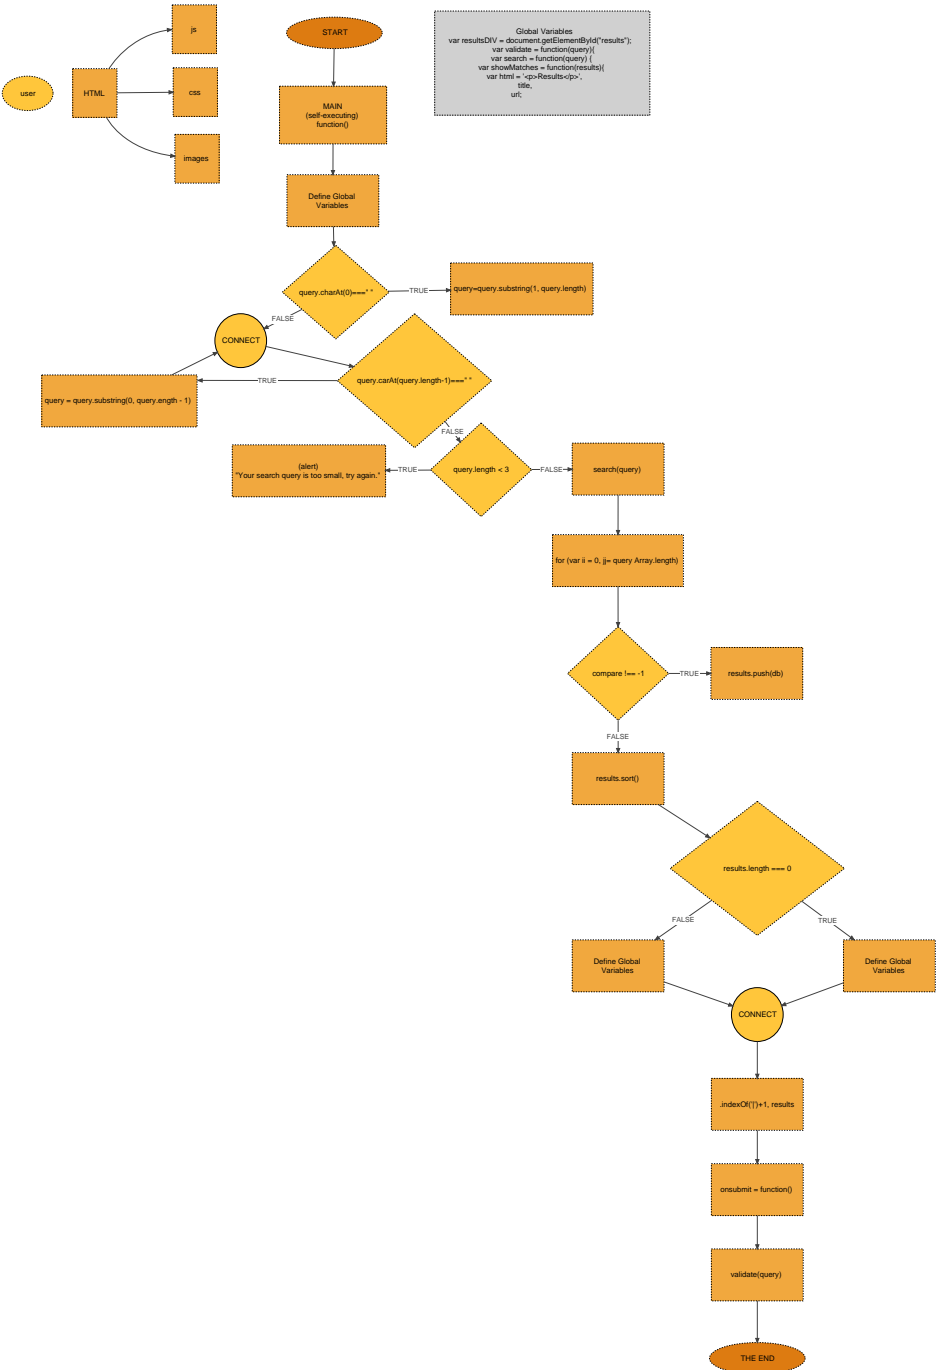 js
START
Global Variables
var resultsDIV = document.getElementById("results");
var validate = function(query){
var search = function(query) {
var showMatches = function(results){
var html = '<p>Results</p>',
title,
url;
user
HTML
css
MAIN
(self-executing)
function()
images
Define Global
Variables
query.charAt(0)===" "
TRUE
query=query.substring(1, query.length)
FALSE
CONNECT
query.carAt(query.length-1)===" "
TRUE
query = query.substring(0, query.ength - 1)
FALSE
(alert)
"Your search query is too small, try again."
TRUE
query.length < 3
FALSE
search(query)
for (var ii = 0, jj= query Array.length)
compare !== -1
TRUE
results.push(db)
FALSE
results.sort()
results.length === 0
FALSE
TRUE
Define Global
Variables
Define Global
Variables
CONNECT
.indexOf('|')+1, results
onsubmit = function()
validate(query)
THE END